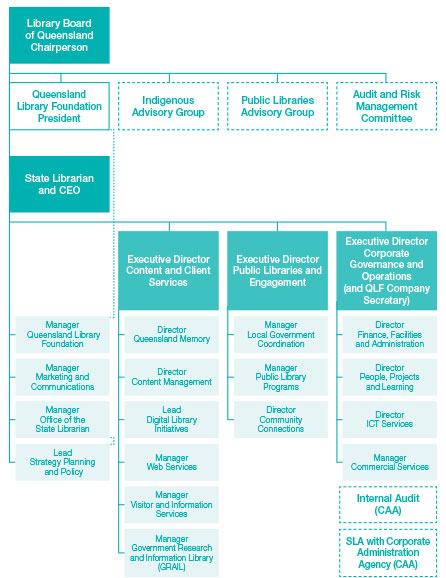 Library Board
of Queensland
Chairperson
Queensland
Library Foundation
President
Indigenous
Advisory Group
Public Libraries
Advisory Group
Audit and Risk
Management
Committee
State Librarian
and CEO
Executive Director
Content and Client
Services
Executive Director
Public Libraries and
Engagement
Executive Director
Corporate
Governance and
Operations
(and QLF Company
Secretary)
Manager
Queensland Library
Foundation
Manager
Marketing and
Communications
Manager
Office of the
State Librarian
Lead
Strategy Planning
and Policy
Director
Queensland Memory
Director
Content Management
Lead
Digital Library
Initiatives
Manager
Web Services
Manager
Visitor and Information
Services
Manager
Government Research
and Information Library
(GRAIL)
Manager
Local Government
Coordination
Manager
Public Library
Programs
Director
Community
Connections
Director
Finance, Facilities
and Administration
Director
People, Projects
and Learning
Director
ICT Services
Manager
Commercial Services
Internal Audit
(CAA)
SLA with Corporate
Administration
Agency (CAA)